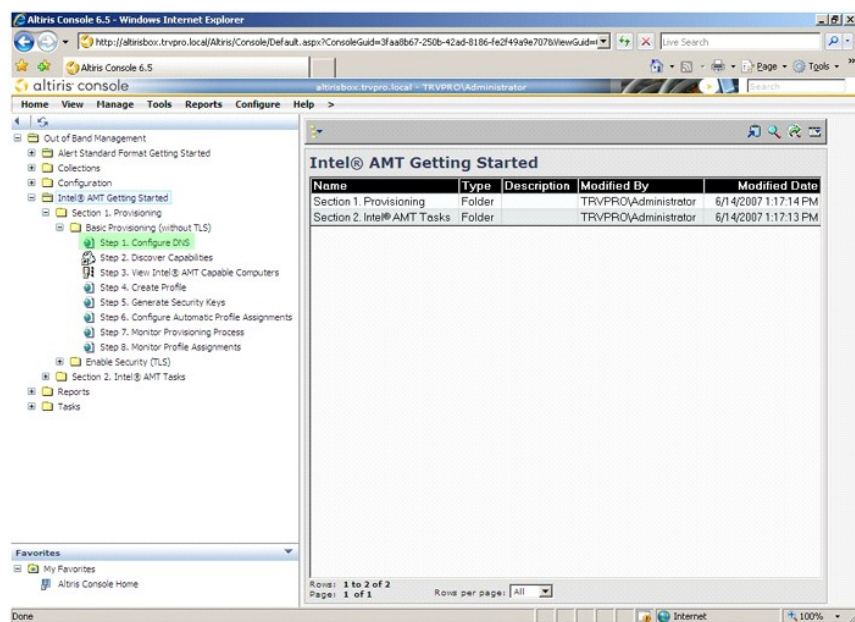 Altiris Console 6.5 - Windows Internet Explorer
http://altirisbox.trvpro.local/Altiris/Console/Default.aspx?ConsoleGuid=3faa8b67-250b-42ad-8186-fe2f49a9e707&ViewGuid=
Live Search
Altiris Console 6.5
Page
Tools
altiris console
altirisbox.trvpro.local - TRVPRO\Administrator
Search
Home View Manage Tools Reports Configure Help >
Out of Band Management
Alert Standard Format Getting Started
Collections
Configuration
Intel® AMT Getting Started
Section 1. Provisioning
Basic Provisioning (without TLS)
Step 1. Configure DNS
Step 2. Discover Capabilities
Step 3. View Intel® AMT Capable Computers
Step 4. Create Profile
Step 5. Generate Security Keys
Step 6. Configure Automatic Profile Assignments
Step 7. Monitor Provisioning Process
Step 8. Monitor Profile Assignments
Enable Security (TLS)
Section 2. Intel® AMT Tasks
Reports
Tasks
Favorites
My Favorites
Altiris Console Home
Intel® AMT Getting Started
Name Type Description Modified By Modified Date
Section 1. Provisioning Folder TRVPRO\Administrator 6/14/2007 1:17:14 PM
Section 2. Intel® AMT Tasks Folder TRVPRO\Administrator 6/14/2007 1:17:13 PM
Rows: 1 to 2 of 2
Page: 1 of 1 Rows per page: All
Done
Internet
100%